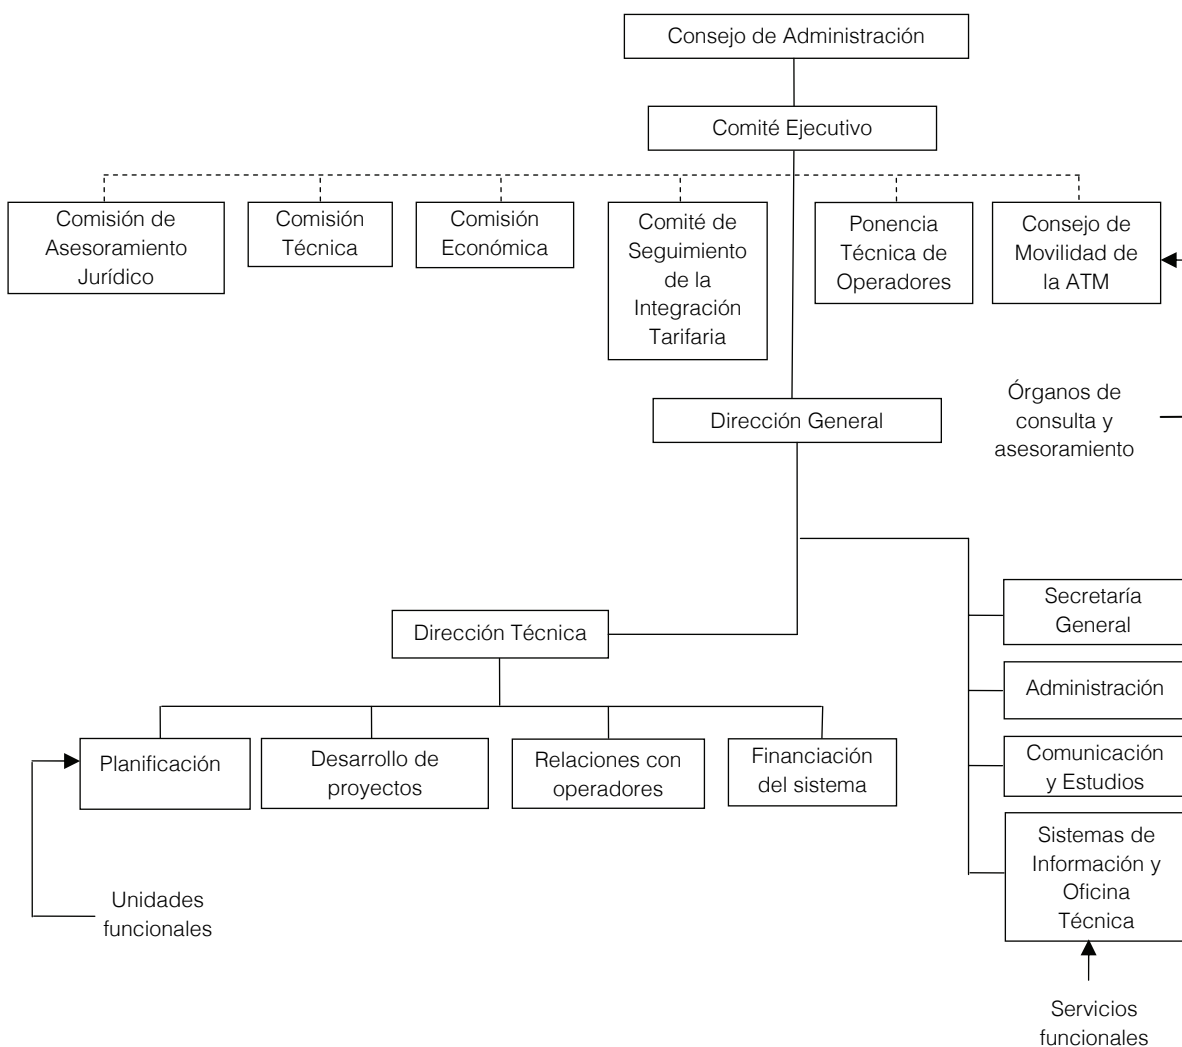 Consejo de Administración
Comité Ejecutivo
Comisión de
Asesoramiento
Jurídico
Comisión
Técnica
Comisión
Económica
Comité de
Seguimiento
de la
Integración
Tarifaria
Ponencia
Técnica de
Operadores
Consejo de
Movilidad de
la ATM
Dirección General
Órganos de
consulta y
asesoramiento
Secretaría
General
Dirección Técnica
Administración
Planificación
Desarrollo de
proyectos
Relaciones con
operadores
Financiación
del sistema
Comunicación
y Estudios
Sistemas de
Información y
Oficina
Técnica
Unidades
funcionales
Servicios
funcionales